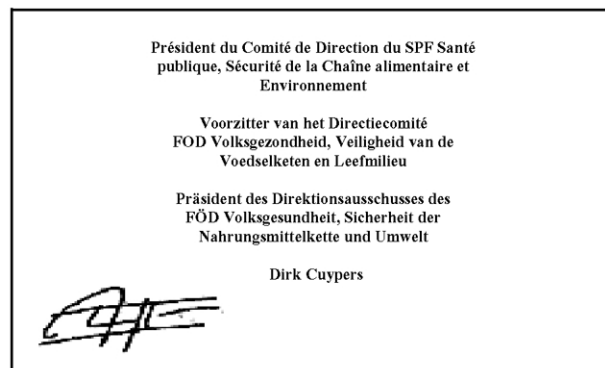 Président du Comité de Direction du SPF Santé
publique, Sécurité de la Chaîne alimentaire et
Environnement
Voorzitter van het Directiecomité
FOD Volksgezondheid, Veiligheid van de
Voedselketen en Leefmilieu
Präsident des Direktionsausschusses des
FÖD Volksgesundheit, Sicherheit der
Nahrungsmittelkette und Umwelt
Dirk Cuypers